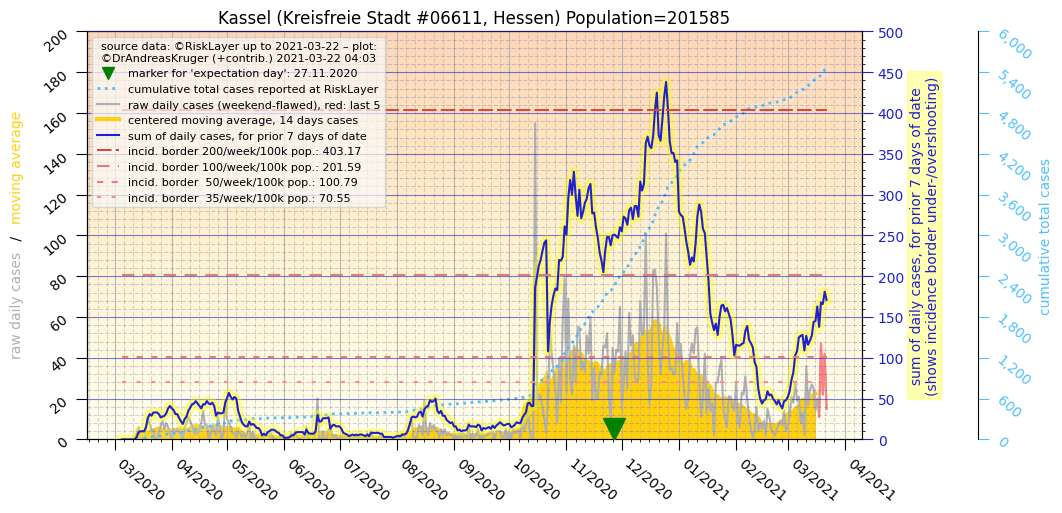 Kassel (Kreisfreie Stadt #06611, Hessen) Population=201585
source data: ©RiskLayer up to 2021-03-22 – plot:
©DrAndreasKruger (+contrib.) 2021-03-22 04:03
marker for 'expectation day': 27.11.2020
cumulative total cases reported at RiskLayer
raw daily cases (weekend-flawed), red: last 5
centered moving average, 14 days cases
sum of daily cases, for prior 7 days of date
incid. border 200/week/100k pop.: 403.17
incid. border 100/week/100k pop.: 201.59
incid. border  50/week/100k pop.: 100.79
incid. border  35/week/100k pop.: 70.55
raw daily cases / moving average
200
180
160
140
120
100
80
60
40
20
0
03/2020
04/2020
05/2020
06/2020
07/2020
08/2020
09/2020
10/2020
11/2020
12/2020
01/2021
02/2021
03/2021
04/2021
500
450
400
350
300
250
200
150
100
50
0
sum of daily cases, for prior 7 days of date
(shows incidence border under-/overshooting)
6,000
5,400
4,800
4,200
3,600
3,000
2,400
1,800
1,200
600
0
cumulative total cases